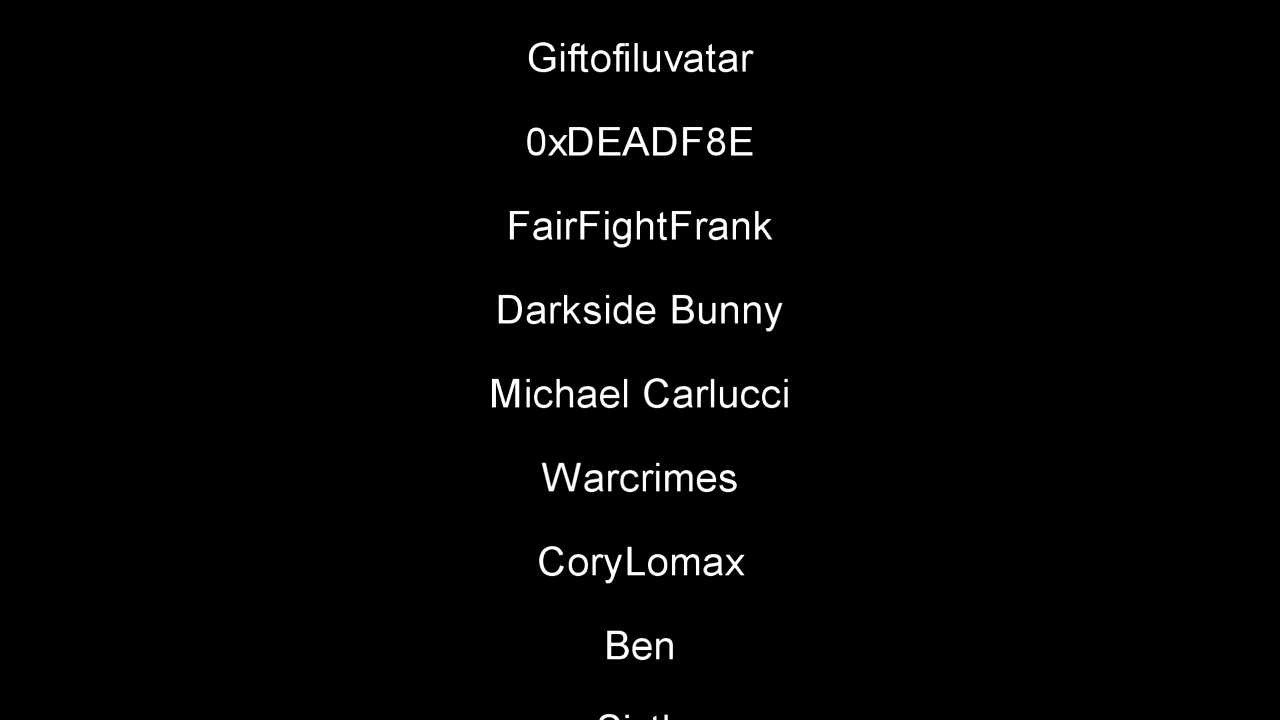 Giftofiluvatar
0xDEADF8E
FairFightFrank
Darkside Bunny
Michael Carlucci
Warcrimes
CoryLomax
Ben